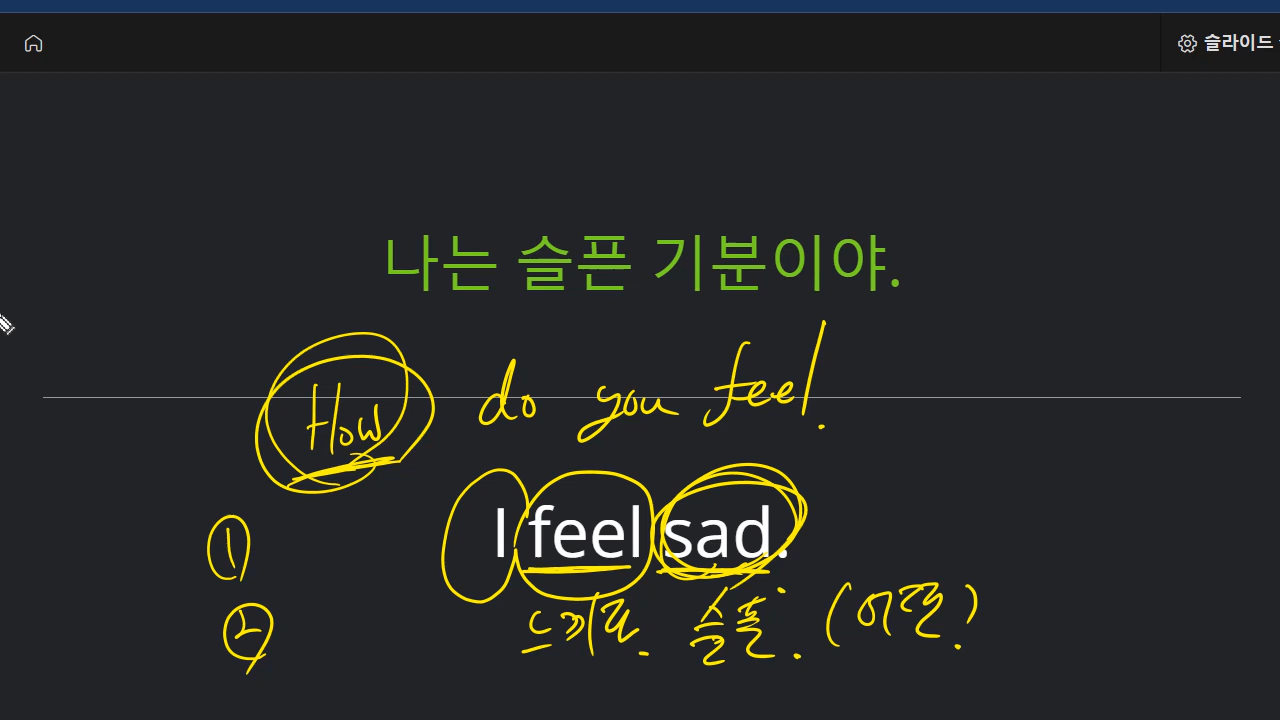 슬라이드
나는 슬픈 기분이야.
How do you feel.
I feel sad.
① 느끼다. 슬픈. (어떤)
②